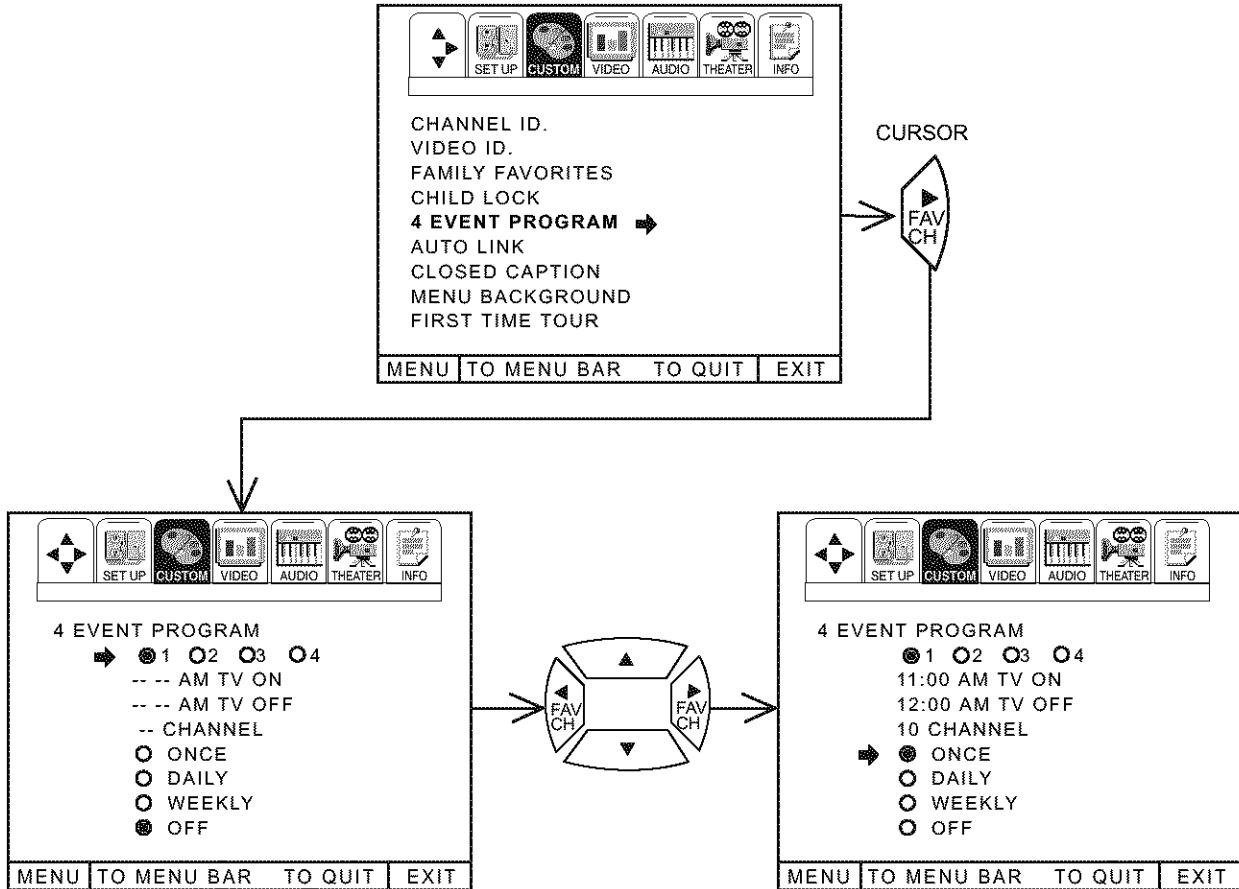 SET UP CUSTOM VIDEO AUDIO THEATER INFO
CHANNEL ID.
VIDEO ID.
FAMILY FAVORITES
CHILD LOCK
4 EVENT PROGRAM
AUTO LINK
CLOSED CAPTION
MENU BACKGROUND
FIRST TIME TOUR
MENU TO MENU BAR TO QUIT EXIT
CURSOR
FAV
CH
SET UP CUSTOM VIDEO AUDIO THEATER INFO
4 EVENT PROGRAM
1 2 3 4
-- -- AM TV ON
-- -- AM TV OFF
-- CHANNEL
ONCE
DAILY
WEEKLY
OFF
MENU TO MENU BAR TO QUIT EXIT
FAV
CH
FAV
CH
SET UP CUSTOM VIDEO AUDIO THEATER INFO
4 EVENT PROGRAM
1 2 3 4
11:00 AM TV ON
12:00 AM TV OFF
10 CHANNEL
ONCE
DAILY
WEEKLY
OFF
MENU TO MENU BAR TO QUIT EXIT